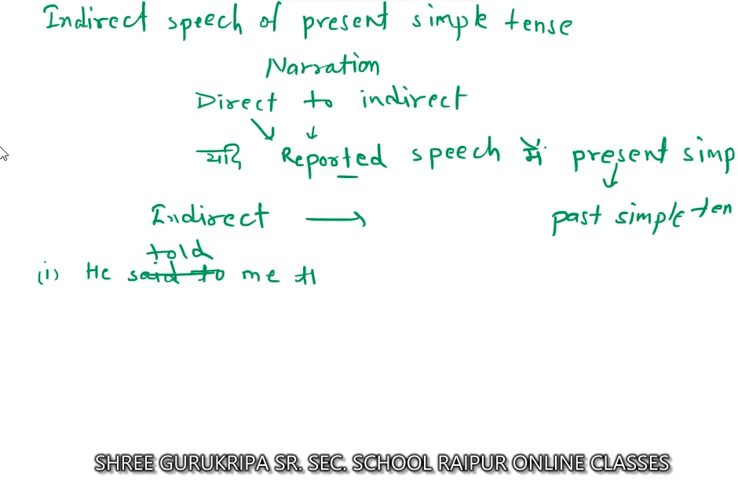 Indirect speech of present simple tense
Narration
Direct to indirect
यदि Reported speech में present simp
Indirect → past simple ten
told
(i) He said to me th
SHREE GURUKRIPA SR. SEC. SCHOOL RAIPUR ONLINE CLASSES